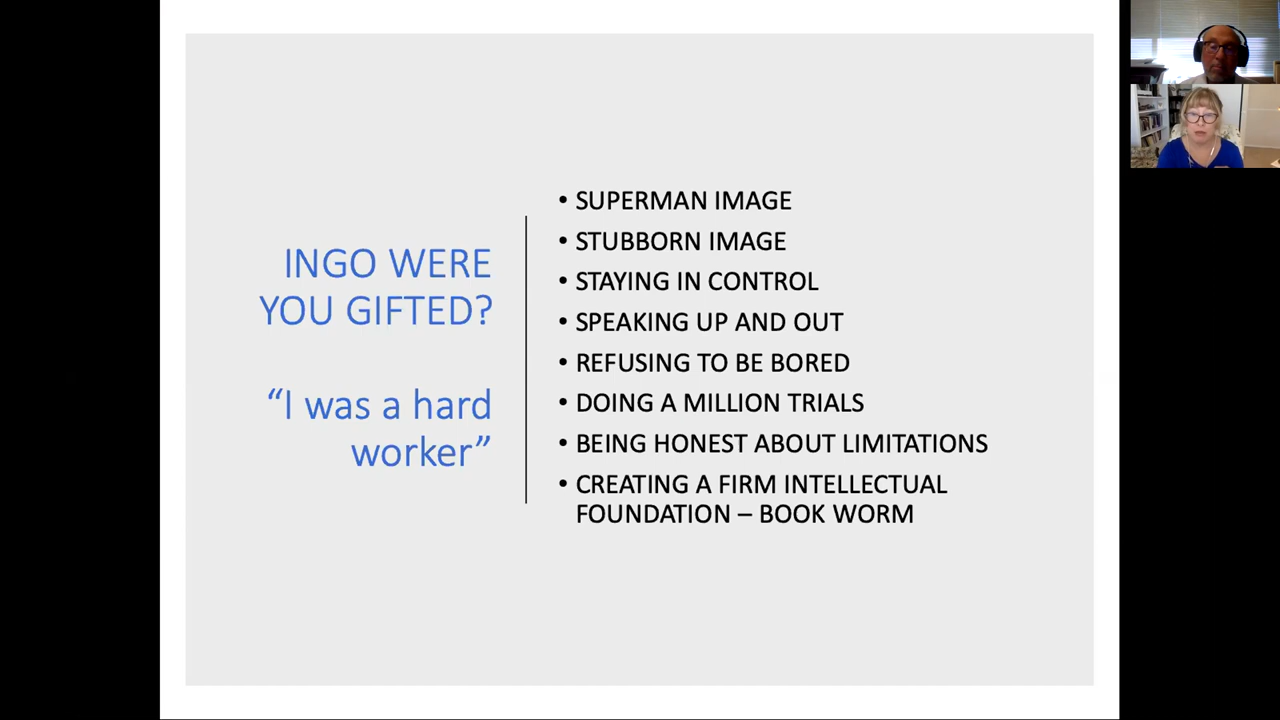 INGO WERE
YOU GIFTED?
“I was a hard
worker”
• SUPERMAN IMAGE
• STUBBORN IMAGE
• STAYING IN CONTROL
• SPEAKING UP AND OUT
• REFUSING TO BE BORED
• DOING A MILLION TRIALS
• BEING HONEST ABOUT LIMITATIONS
• CREATING A FIRM INTELLECTUAL
FOUNDATION – BOOK WORM